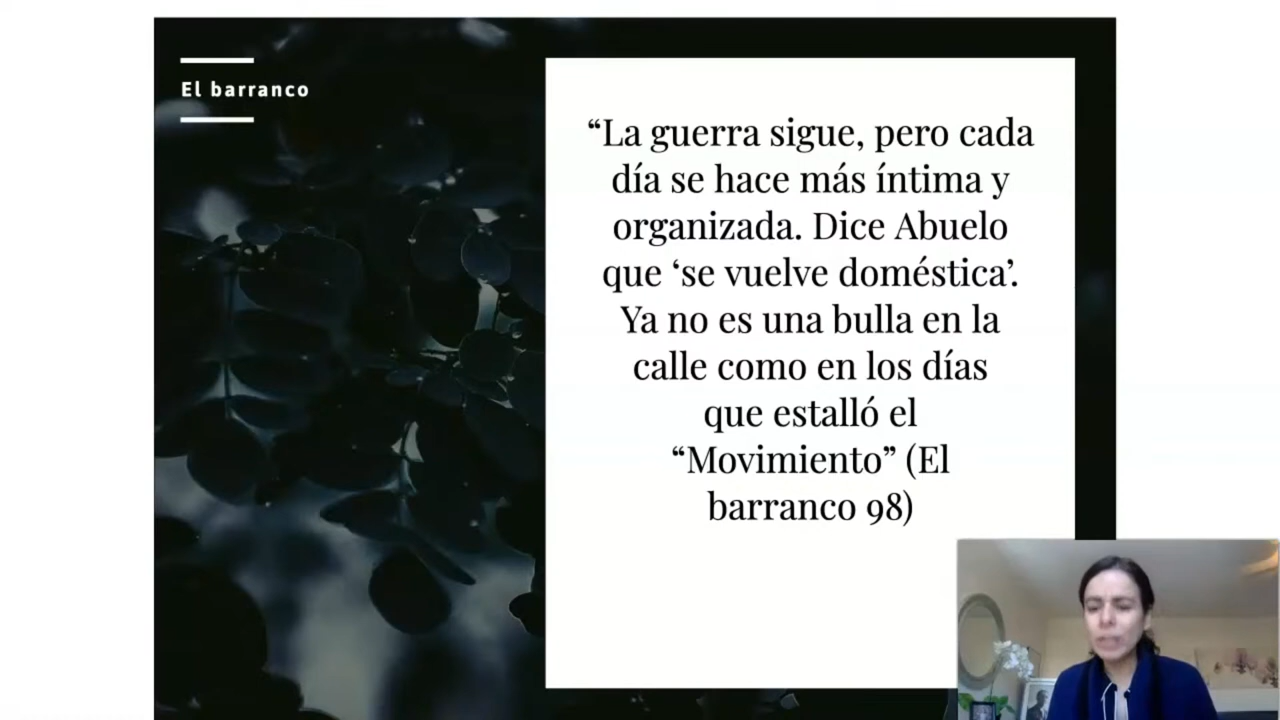 El barranco
“La guerra sigue, pero cada
día se hace más íntima y
organizada. Dice Abuelo
que ‘se vuelve doméstica’.
Ya no es una bulla en la
calle como en los días
que estalló el
“Movimiento” (El
barranco 98)